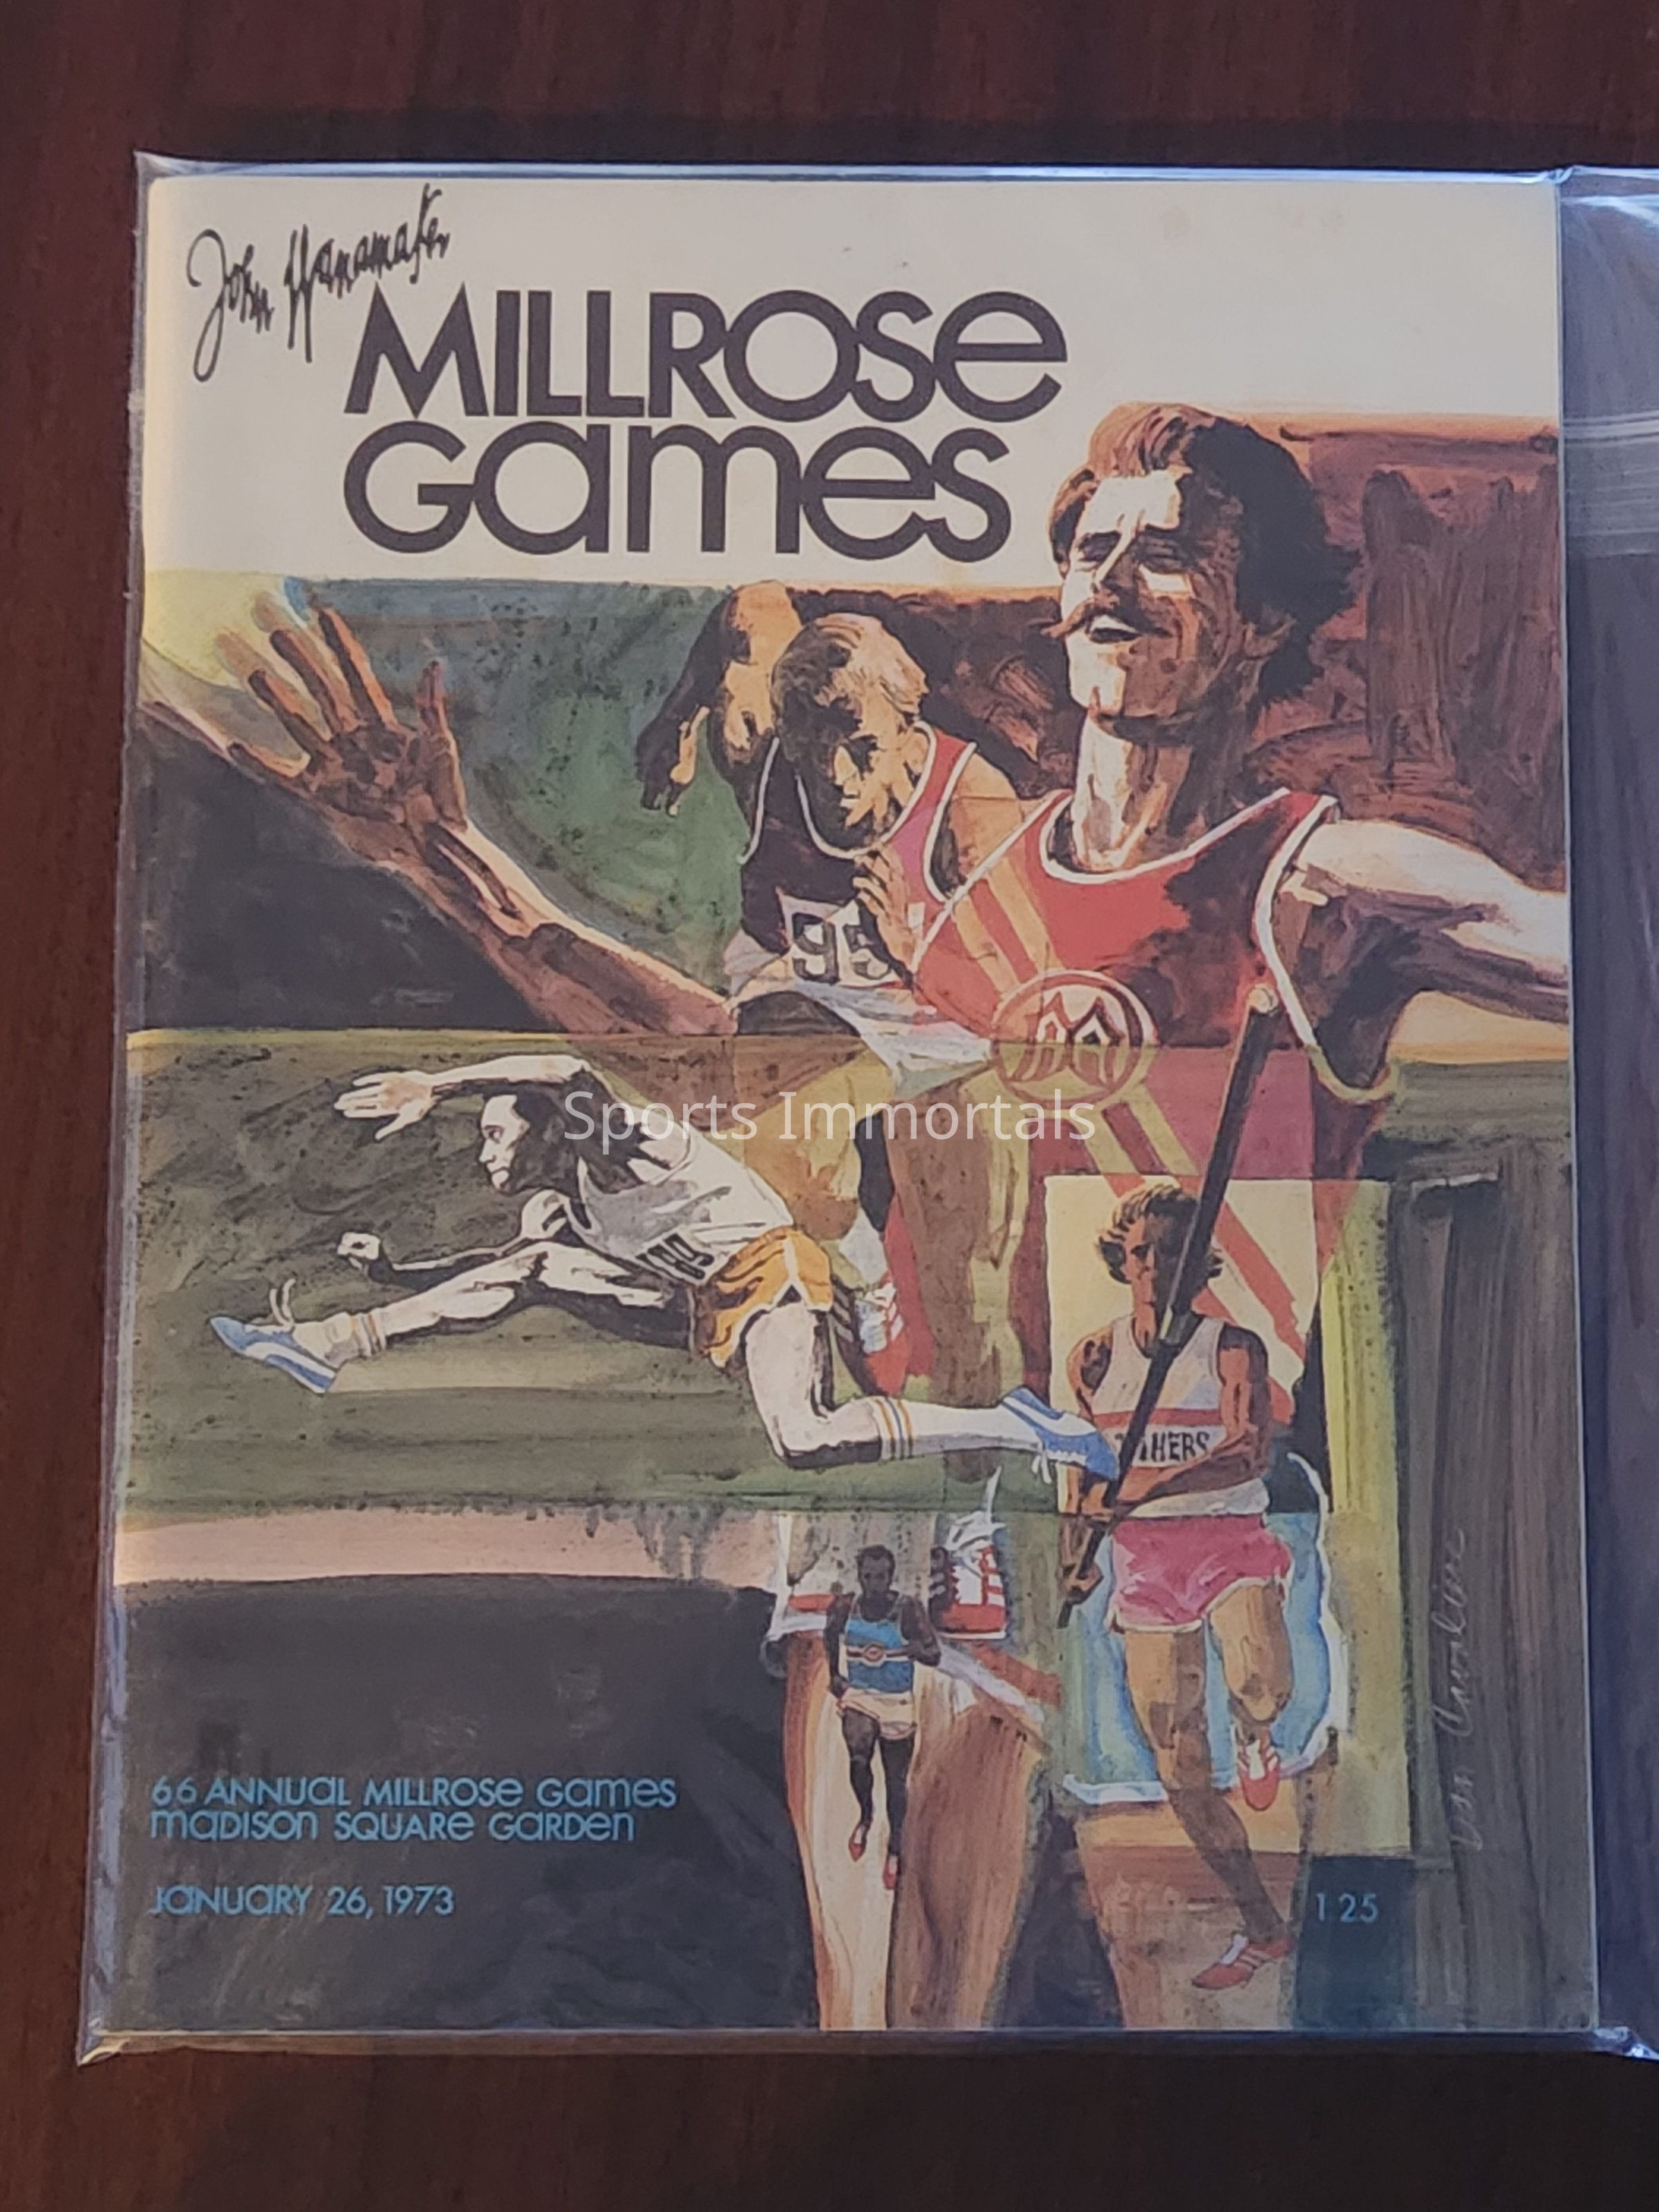 John Wanamaker
MILLROSE
Games
95
Sports Immortals
66 ANNUAL MILLROSE Games
madison square Garden
January 26, 1973
1.25